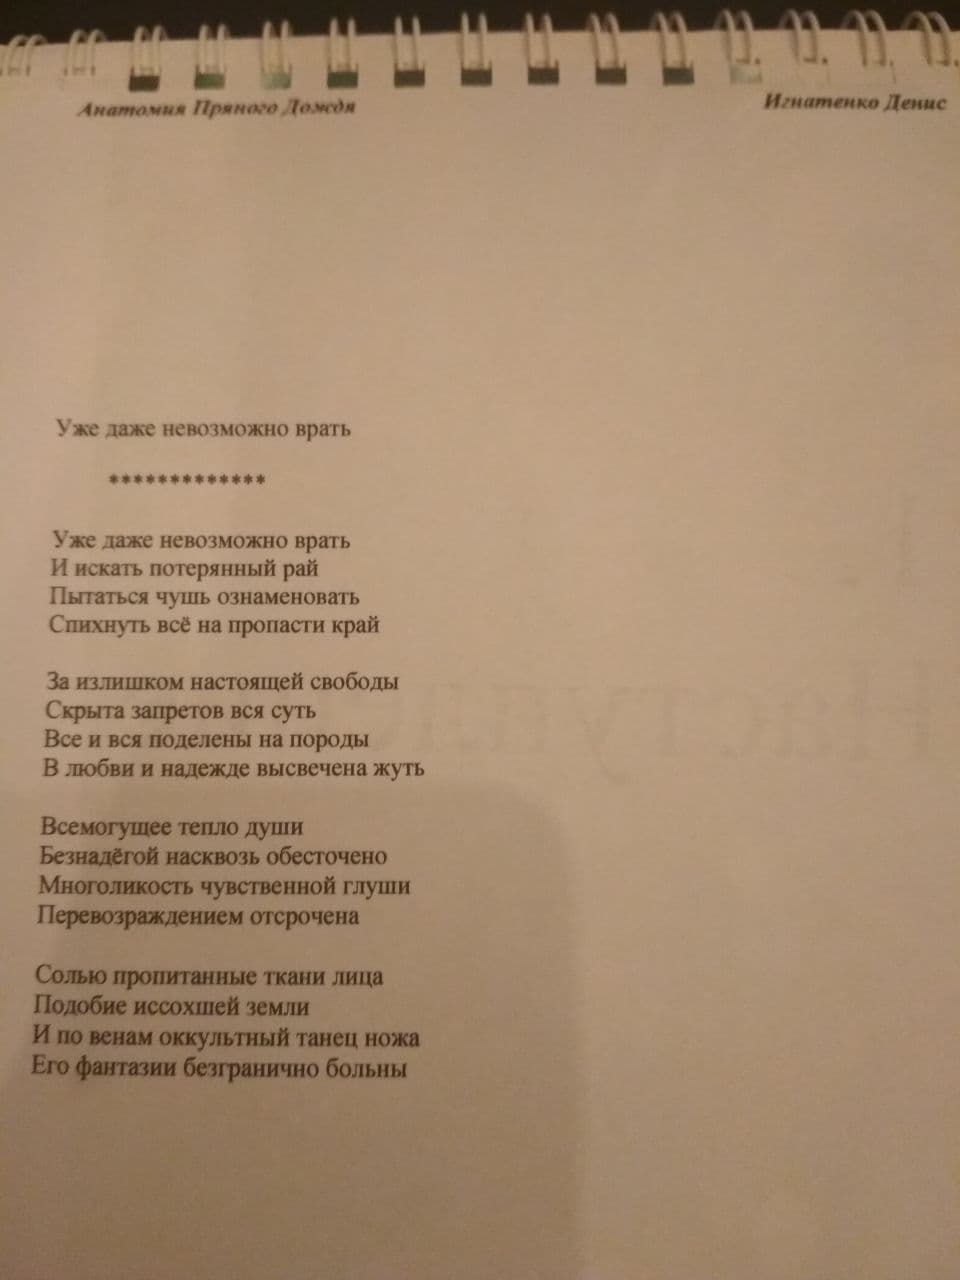 Анатомия Пряного Дождя
Игнатенко Денис
Уже даже невозможно врать
*************
Уже даже невозможно врать
И искать потерянный рай
Пытаться чушь ознаменовать
Спихнуть всё на пропасти край
За излишком настоящей свободы
Скрыта запретов вся суть
Все и вся поделены на породы
В любви и надежде высвечена жуть
Всемогущее тепло души
Безнадёгой насквозь обесточено
Многоликость чувственной глуши
Перевозраждением отсрочена
Солью пропитанные ткани лица
Подобие иссохшей земли
И по венам оккультный танец ножа
Его фантазии безгранично больны